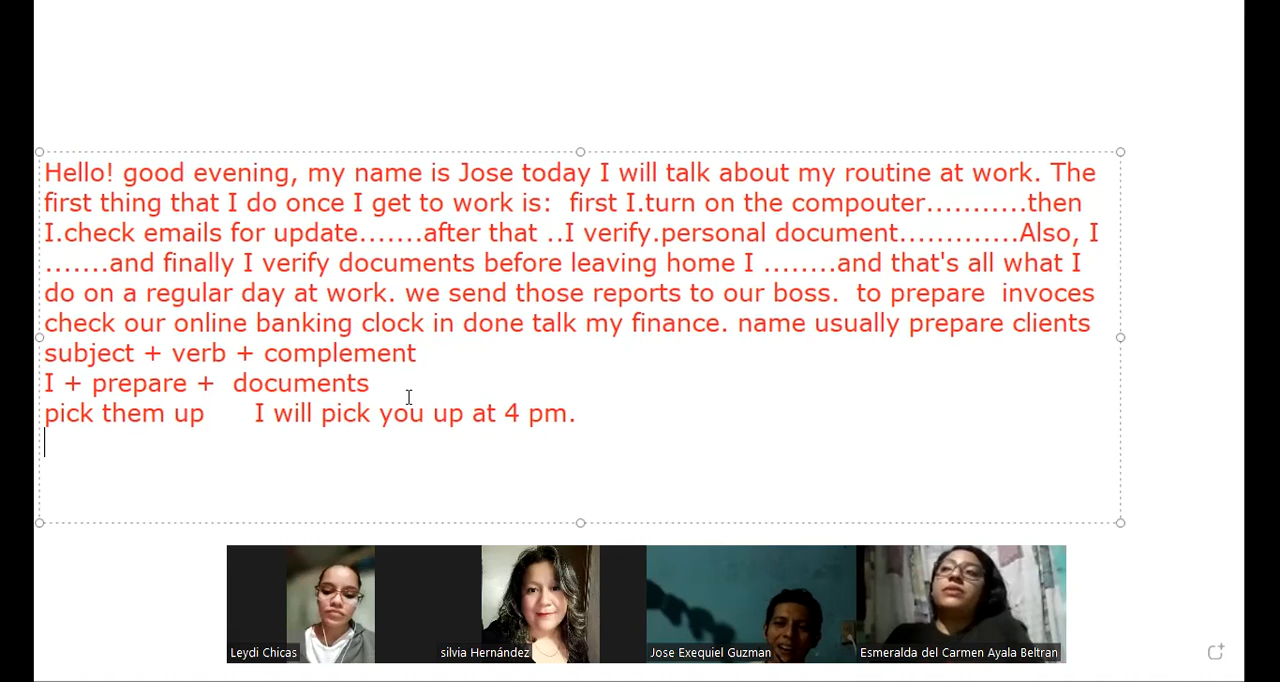 Hello! good evening, my name is Jose today I will talk about my routine at work. The
first thing that I do once I get to work is:  first I.turn on the compouter...........then
I.check emails for update.......after that ..I verify.personal document.............Also, I
.......and finally I verify documents before leaving home I ........and that's all what I
do on a regular day at work. we send those reports to our boss.  to prepare  invoces
check our online banking clock in done talk my finance. name usually prepare clients
subject + verb + complement
I + prepare +  documents
pick them up      I will pick you up at 4 pm.
Leydi Chicas
silvia Hernández
Jose Exequiel Guzman
Esmeralda del Carmen Ayala Beltran